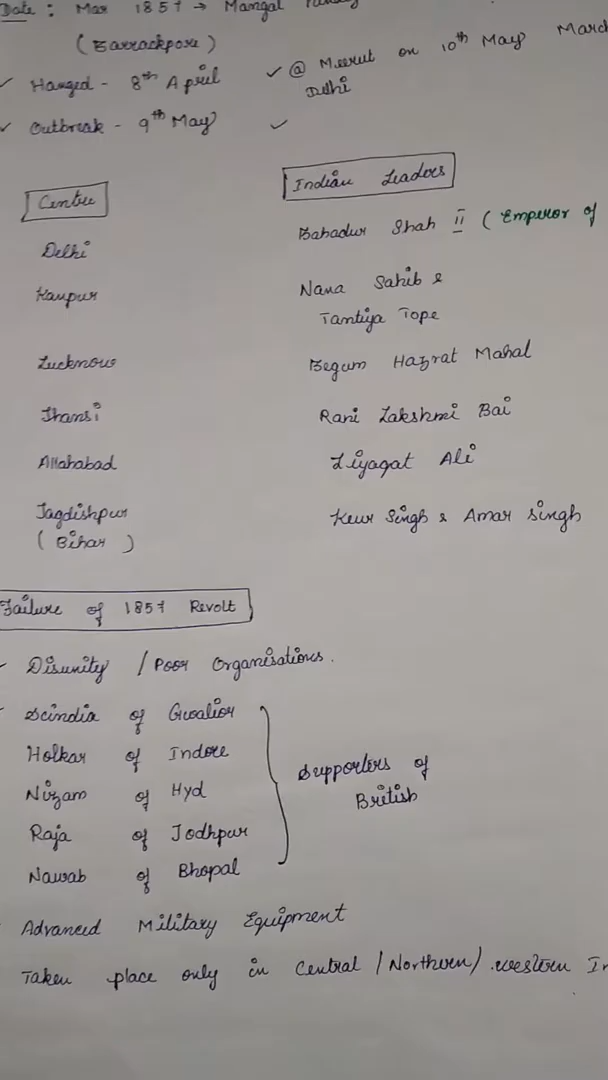 Date : Mar 1857 → Mangal Pandey
(Barrackpore)
✓ Hanged - 8th April
✓ @ Meerut on 10th May March
Delhi
✓ Outbreak - 9th May
✓
Centre
Indian Leaders
Delhi
Bahadur Shah II ( Emperor of
Kanpur
Nana Sahib &
Tantiya Tope
Lucknow
Begum Hazrat Mahal
Jhansi
Rani Lakshmi Bai
Allahabad
Liyaqat Ali
Jagdishpur
( Bihar )
Keur Singh & Amar Singh
Failure of 1857 Revolt
- Disunity / Poor Organisations.
- Scindia of Gwalior
Holkar of Indore
Nizam of Hyd
Raja of Jodhpur
Nawab of Bhopal
Supporters of
British
Advanced Military Equipment
Taken place only in Central / Northern / western